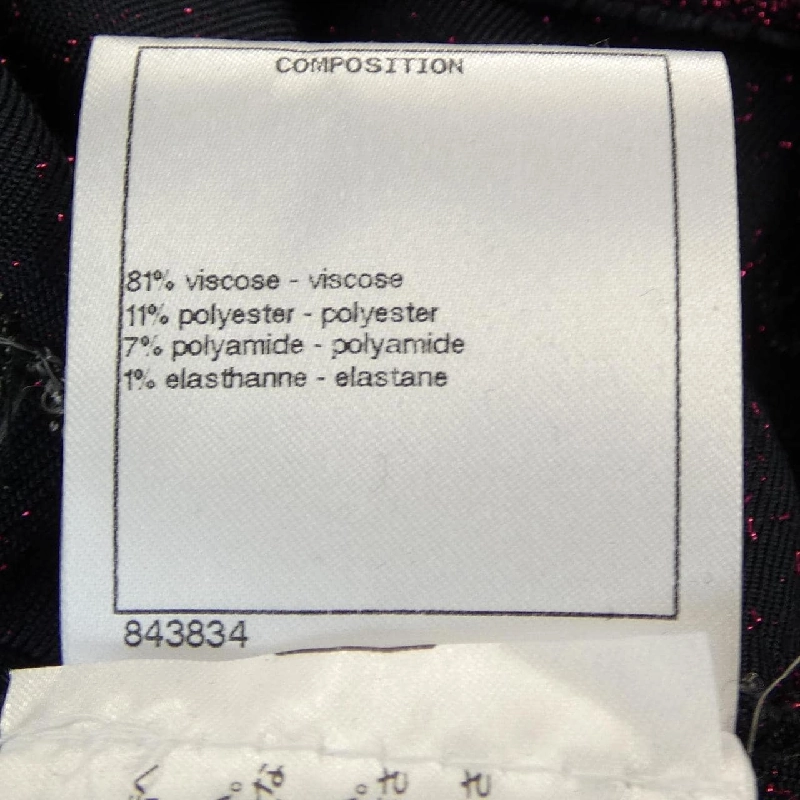 COMPOSITION
81% viscose - viscose
11% polyester - polyester
7% polyamide - polyamide
1% elasthanne - elastane
843834